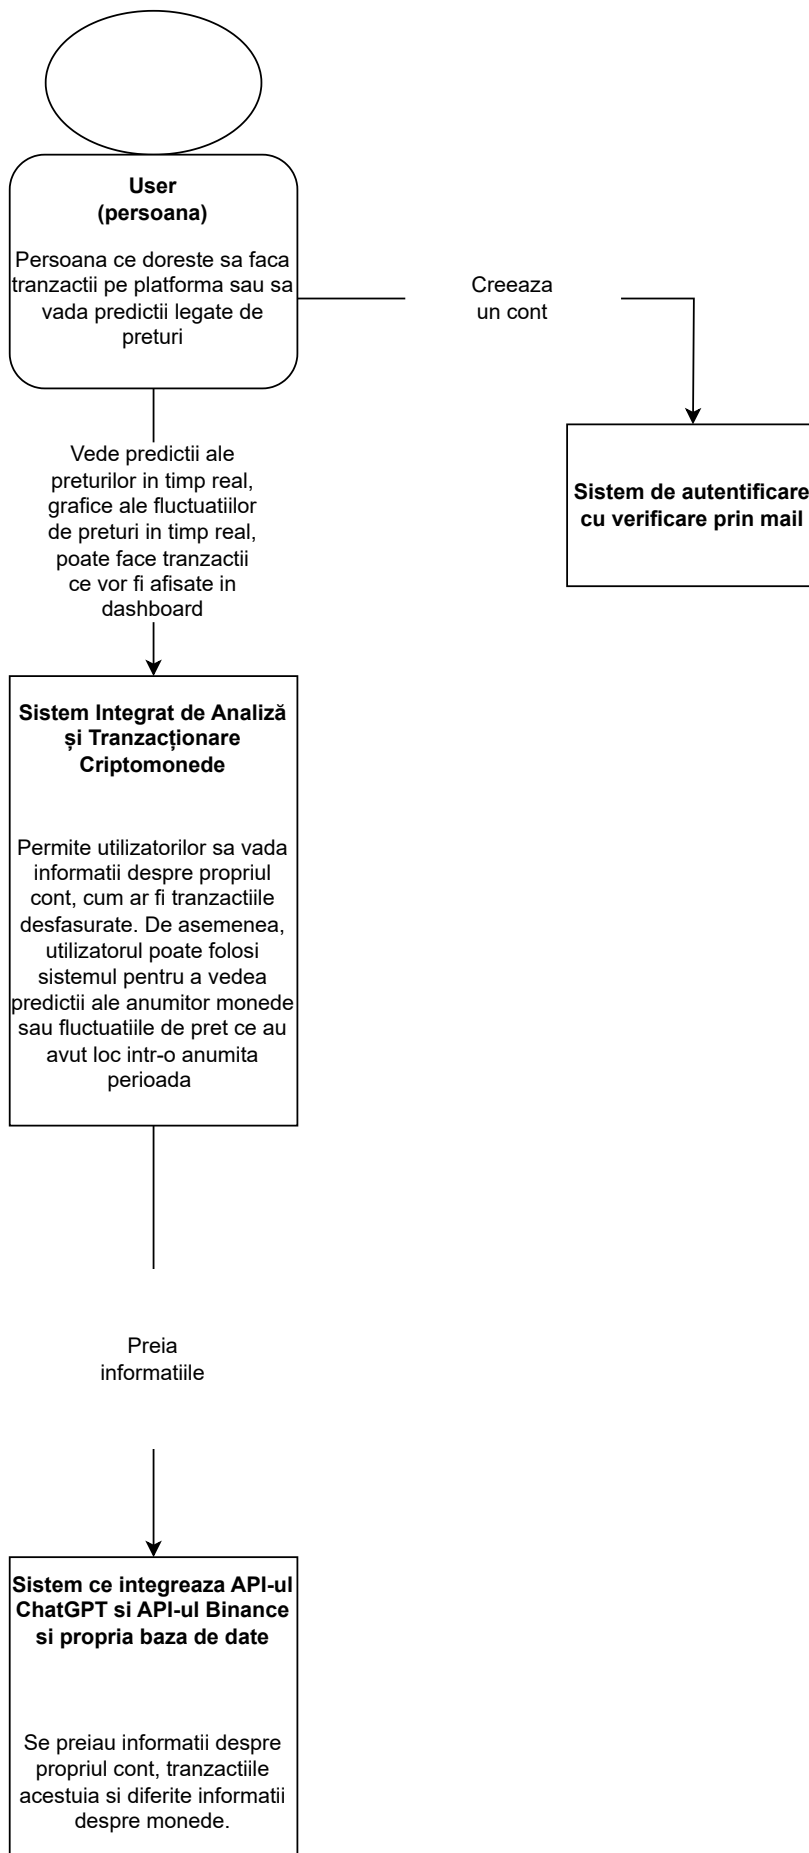 User
(persoana)
Persoana ce doreste sa faca
tranzactii pe platforma sau sa
vada predictii legate de
preturi
Creeaza
un cont
Vede predictii ale
preturilor in timp real,
grafice ale fluctuatiilor
de preturi in timp real,
poate face tranzactii
ce vor fi afisate in
dashboard
Sistem de autentificare
cu verificare prin mail
Sistem Integrat de Analiză
și Tranzacționare
Criptomonede
Permite utilizatorilor sa vada
informatii despre propriul
cont, cum ar fi tranzactiile
desfasurate. De asemenea,
utilizatorul poate folosi
sistemul pentru a vedea
predictii ale anumitor monede
sau fluctuatiile de pret ce au
avut loc intr-o anumita
perioada
Preia
informatiile
Sistem ce integreaza API-ul
ChatGPT si API-ul Binance
si propria baza de date
Se preiau informatii despre
propriul cont, tranzactiile
acestuia si diferite informatii
despre monede.